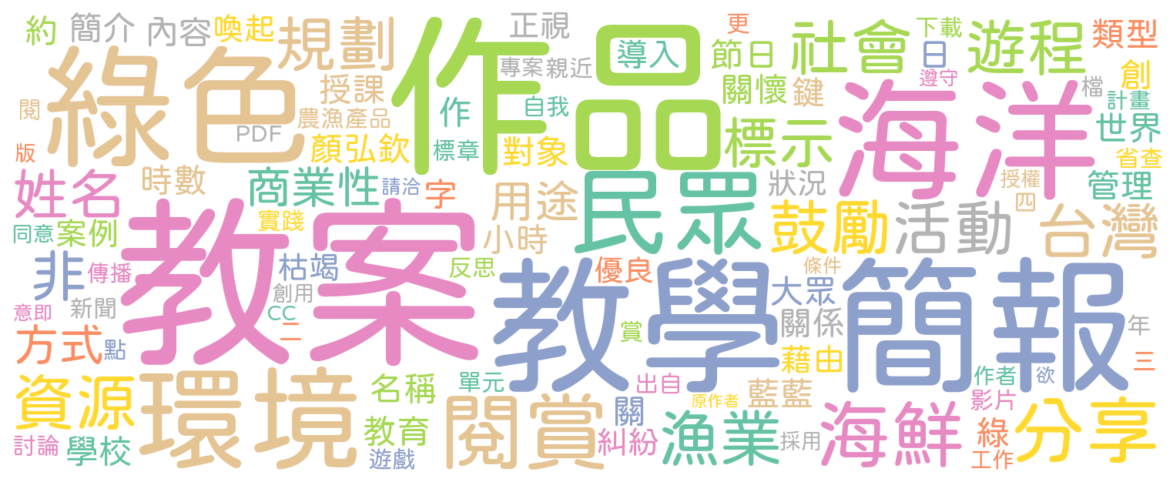 約 簡介 內容 喚起 規劃 作品 正視 導入 更 節日 社會 下載 日 遊程 類型
閱 綠色 PDF 授課 農漁產品 專案 親近 作 自我 關懷 鍵 遵守 海洋 檔 創 計畫
版 顏弘欽 標章 對象 標示 世界 省查
姓名 時數 商業性 請洽 字 用途 民眾 狀況 鼓勵 活動 授權 四 管理 台灣
同意 案例 實踐 教案 小時
非 傳播 枯竭 反思 教學 優良 大眾 條件 簡報
意即 新聞 創用 CC 二 賞 關係 年
方式 點 藉由 三
資源 環境 名稱 單元 閱賞 出自 關 原作者 藍藍 作者 欲 影片 分享
討論 學校 教育 遊戲 糾紛 漁業 採用 海鮮 綠 工作